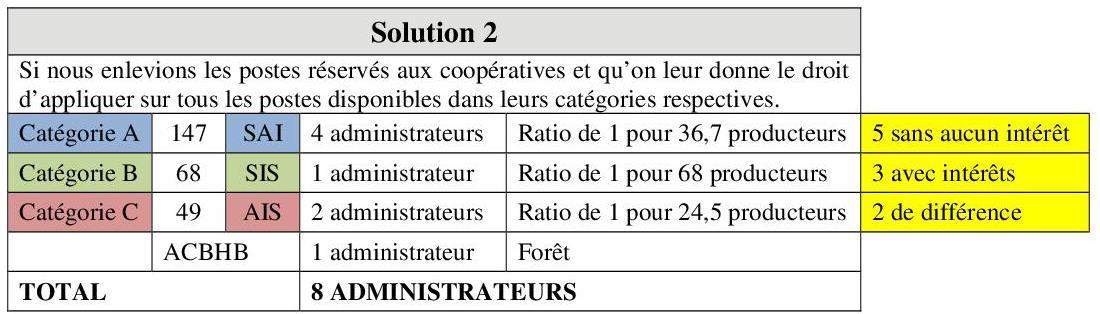 Solution 2
Si nous enlevions les postes réservés aux coopératives et qu’on leur donne le droit
d’appliquer sur tous les postes disponibles dans leurs catégories respectives.
Catégorie A 147 SAI 4 administrateurs Ratio de 1 pour 36,7 producteurs 5 sans aucun intérêt
Catégorie B 68 SIS 1 administrateur Ratio de 1 pour 68 producteurs 3 avec intérêts
Catégorie C 49 AIS 2 administrateurs Ratio de 1 pour 24,5 producteurs 2 de différence
ACBHB 1 administrateur Forêt
TOTAL 8 ADMINISTRATEURS